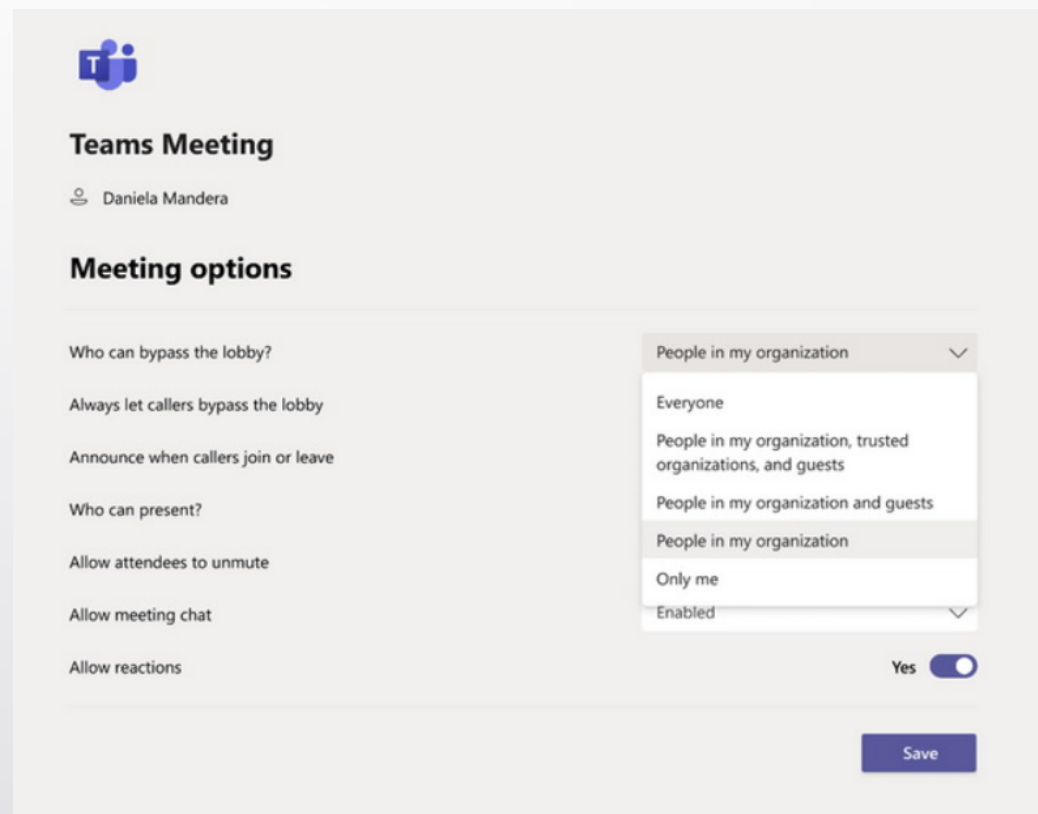 T
Teams Meeting
Daniela Mandera
Meeting options
Who can bypass the lobby?
People in my organization
Always let callers bypass the lobby
Everyone
People in my organization, trusted
organizations, and guests
Announce when callers join or leave
Who can present?
People in my organization and guests
People in my organization
Allow attendees to unmute
Only me
Allow meeting chat
Enabled
Allow reactions
Yes
Save